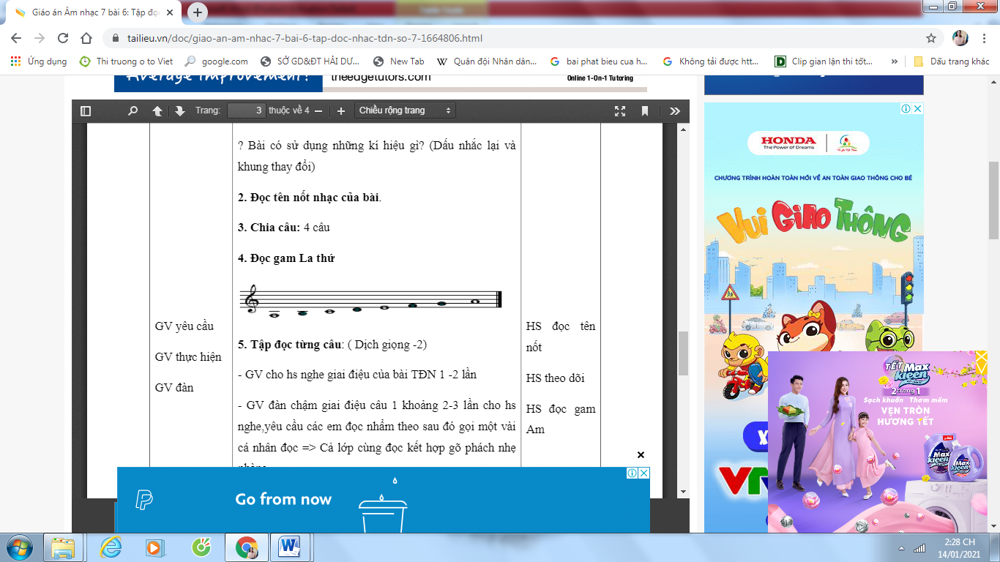 Giáo án Âm nhạc 7 bài 6: Tập đọc
tailieu.vn/doc/giao-an-am-nhac-7-bai-6-tap-doc-nhac-tdn-so-7-1664806.html
Ứng dụng
Thi truong o to Viet
google.com
SỞ GD&ĐT HẢI DƯ...
New Tab
Quân đội Nhân dân...
bai phat bieu cua h...
Không tải được htt...
Clip gian lận thi tốt...
»
Dấu trang khác
Average Improvement!
theedgetutors.com
Online 1-On-1 Tutoring
Trang: 3 thuộc về 4
Chiều rộng trang
? Bài có sử dụng những kí hiệu gì? (Dấu nhắc lại và
khung thay đổi)
2. Đọc tên nốt nhạc của bài.
3. Chia câu: 4 câu
4. Đọc gam La thứ
GV yêu cầu
GV thực hiện
GV đàn
5. Tập đọc từng câu: ( Dịch giọng -2)
- GV cho hs nghe giai điệu của bài TĐN 1 -2 lần
- GV đàn chậm giai điệu câu 1 khoảng 2-3 lần cho hs
nghe,yêu cầu các em đọc nhẩm theo sau đó gọi một vài
cá nhân đọc => Cả lớp cùng đọc kết hợp gõ phách nhẹ
HS đọc tên
nốt
HS theo dõi
HS đọc gam
Am
HONDA
The Power of Dreams
CHƯƠNG TRÌNH HOÀN TOÀN MỚI VỀ AN TOÀN GIAO THÔNG CHO BÉ
VUI GIAO THÔNG
VTV
TẾT
Max
kleen
2 trong 1
Sạch khuẩn Thơm mềm
VẸN TRÒN
HƯƠNG TẾT
Max
kleen
Max
kleen
Go from now
2:28 CH
14/01/2021